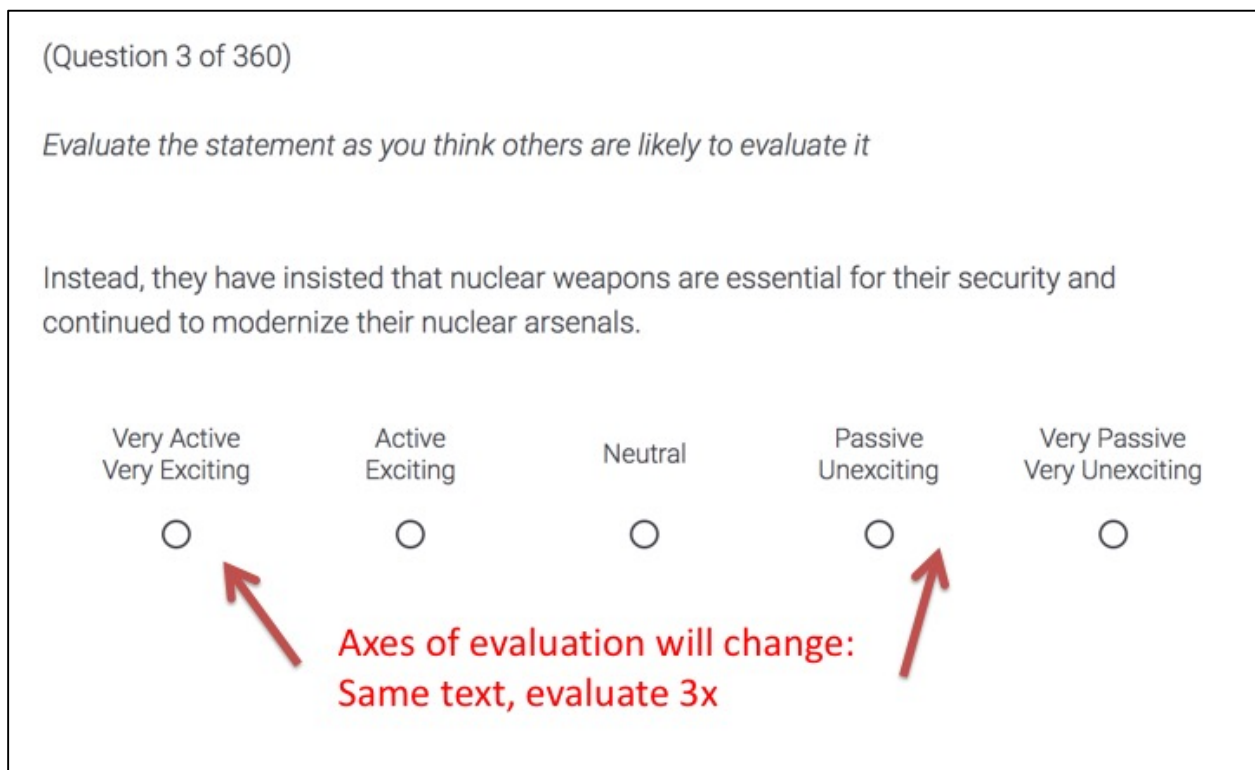 (Question 3 of 360)
Evaluate the statement as you think others are likely to evaluate it
Instead, they have insisted that nuclear weapons are essential for their security and
continued to modernize their nuclear arsenals.
Very Active Active Neutral Passive Very Passive
Very Exciting Exciting Unexciting Very Unexciting
Axes of evaluation will change:
Same text, evaluate 3x